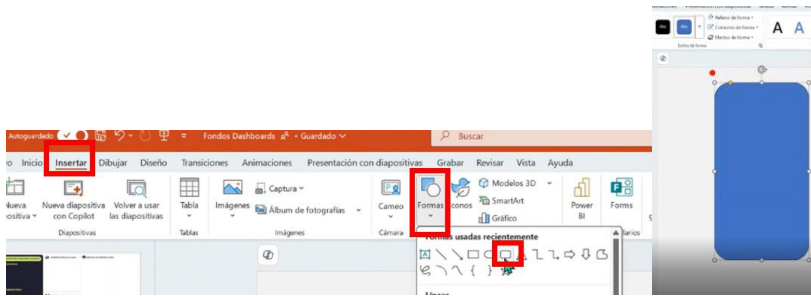 Relleno de forma
Contorno de forma
Efectos de forma
Estilos de forma
A A
Autoguardado
Fondos Dashboards • Guardado
Buscar
Inicio Insertar Dibujar Diseño Transiciones Animaciones Presentación con diapositivas Grabar Revisar Vista Ayuda
Nueva diapositiva con Copilot
Volver a usar las diapositivas
Tabla
Imágenes
Captura
Álbum de fotografías
Cameo
Formas
Iconos
Modelos 3D
SmartArt
Gráfico
Power BI
Forms
Diapositivas
Tablas
Imágenes
Cámara
Formas usadas recientemente
Líneas